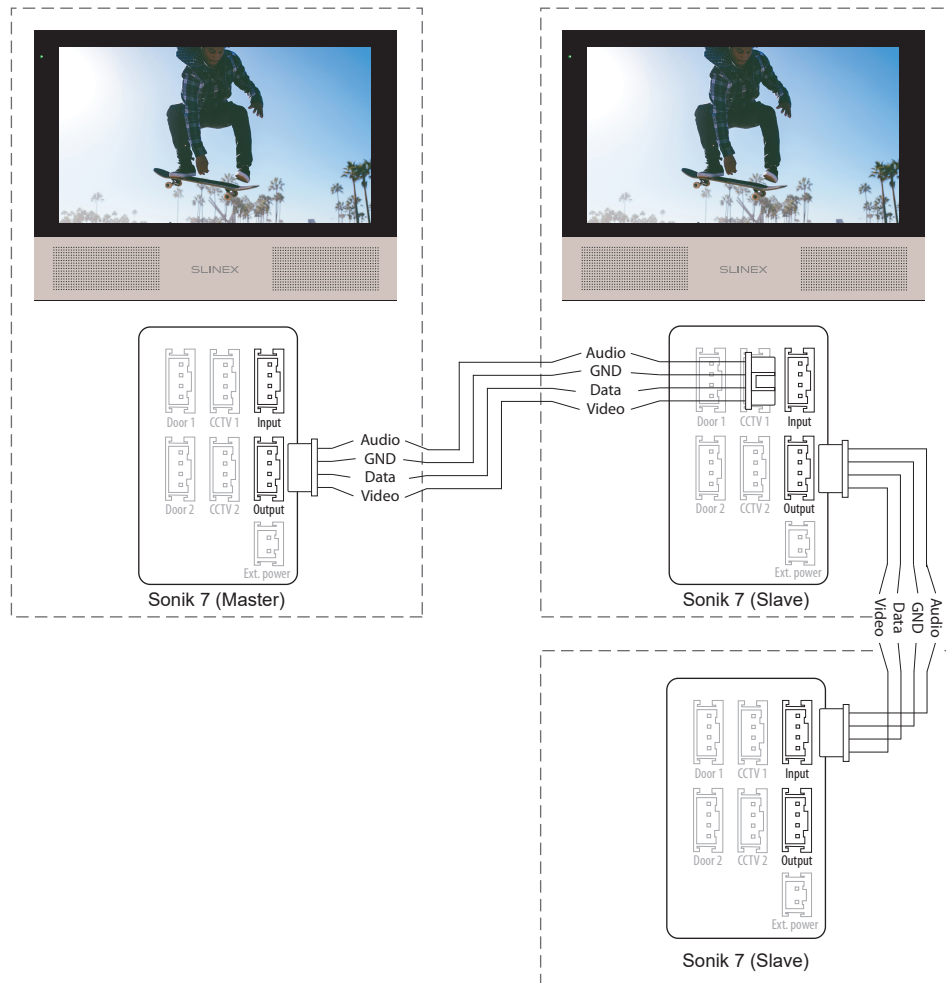 SLINEX
SLINEX
Door 1 CCTV 1 Input
Door 2 CCTV 2 Output
Ext. power
Sonik 7 (Master)
Audio
GND
Data
Video
Audio
GND
Data
Video
Door 1 CCTV 1 Input
Door 2 CCTV 2 Output
Ext. power
Sonik 7 (Slave)
Video
Data
GND
Audio
Door 1 CCTV 1 Input
Door 2 CCTV 2 Output
Ext. power
Sonik 7 (Slave)